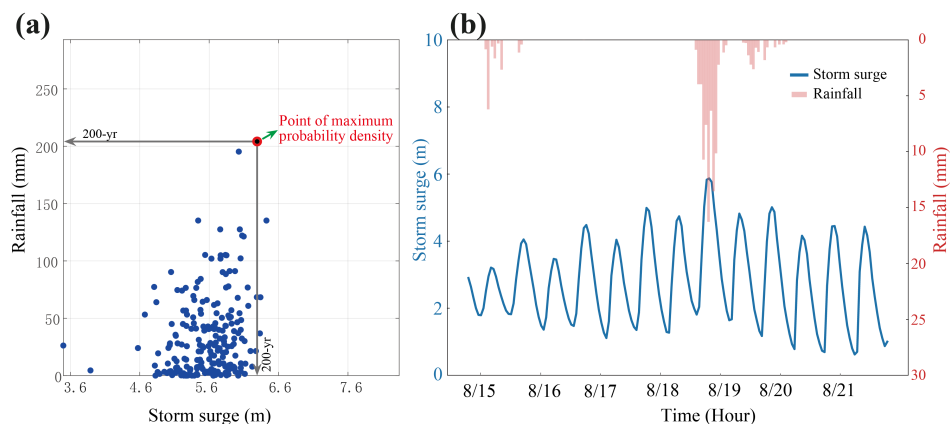 (a)
300
250
200
150
100
50
0
Rainfall (mm)
200-yr
Point of maximum
probability density
200-yr
3.6 4.6 5.6 6.6 7.6
Storm surge (m)
(b)
10
8
6
4
2
0
Storm surge (m)
Storm surge
Rainfall
0
5
10
15
20
25
30
Rainfall (mm)
8/15 8/16 8/17 8/18 8/19 8/20 8/21
Time (Hour)